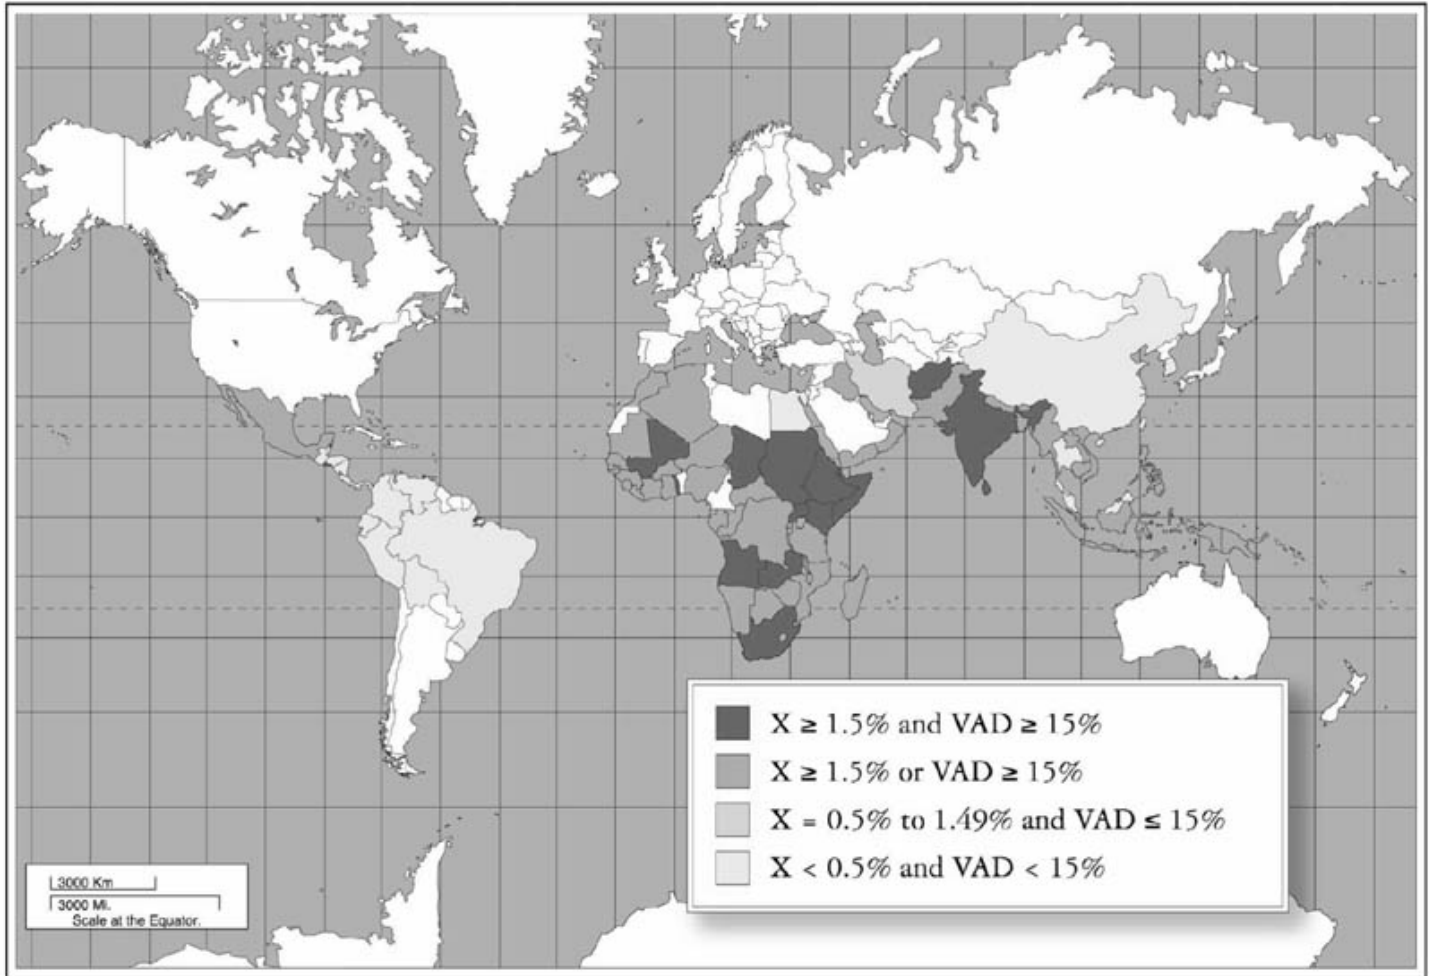 X ≥ 1.5% and VAD ≥ 15%
X ≥ 1.5% or VAD ≥ 15%
X = 0.5% to 1.49% and VAD ≤ 15%
X < 0.5% and VAD < 15%
3000 Km
3000 Mi.
Scale at the Equator.